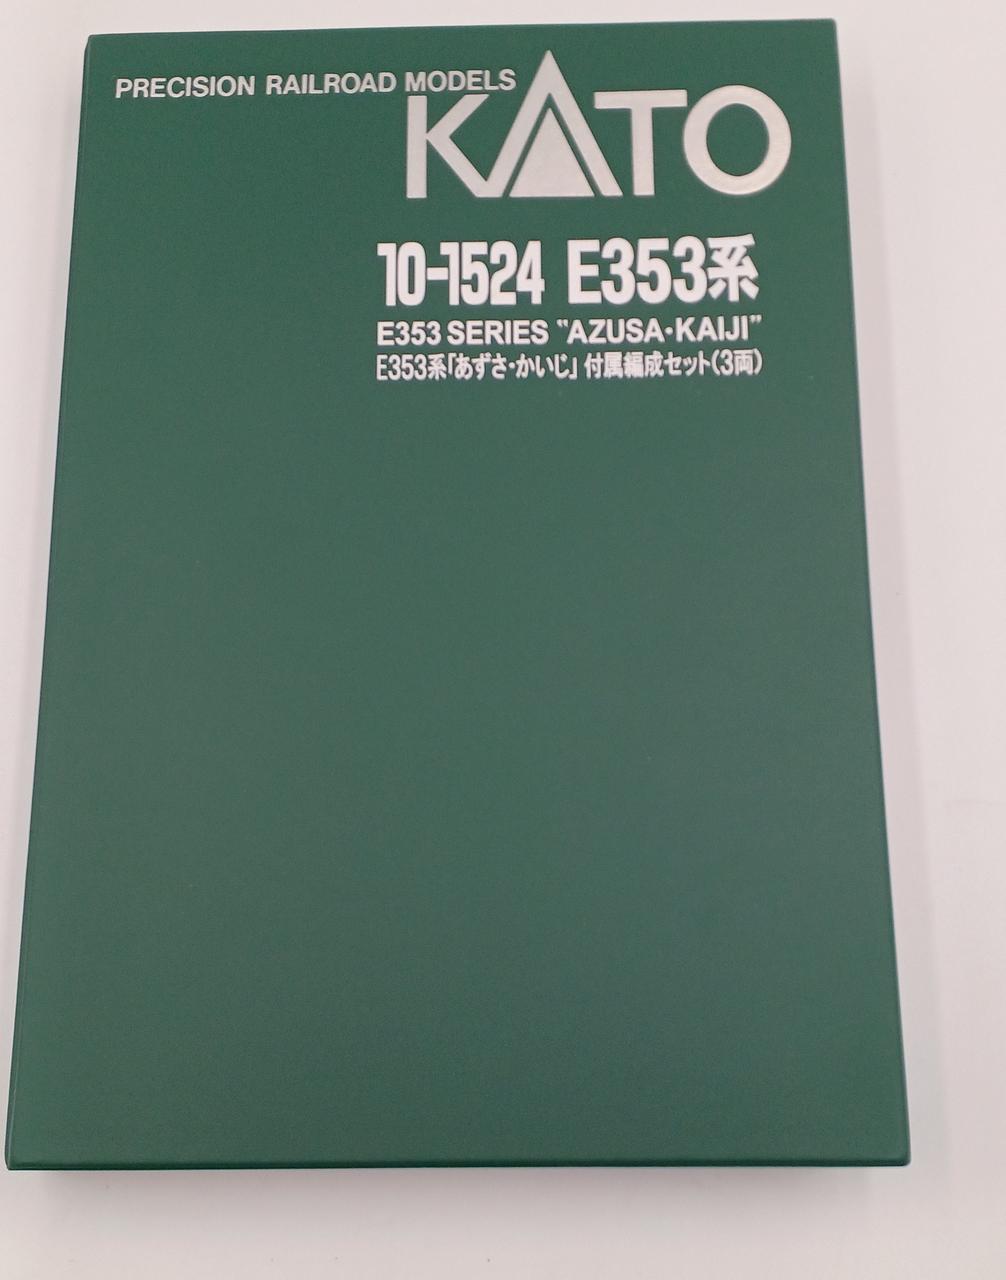 PRECISION RAILROAD MODELS
KATO
10-1524 E353系
E353 SERIES "AZUSA・KAIJI"
E353系「あずさ・かいじ」 付属編成セット(3両)